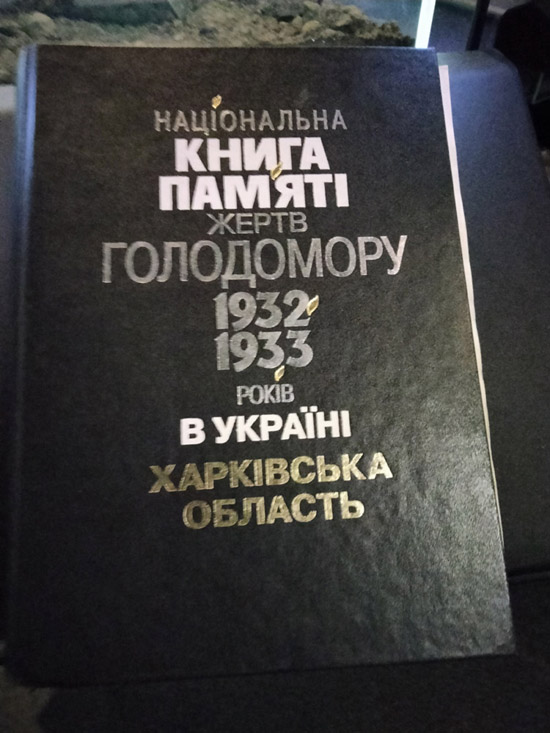 НАЦІОНАЛЬНА
КНИГА
ПАМ'ЯТІ
ЖЕРТВ
ГОЛОДОМОРУ
1932
1933
РОКІВ
В УКРАЇНІ
ХАРКІВСЬКА
ОБЛАСТЬ